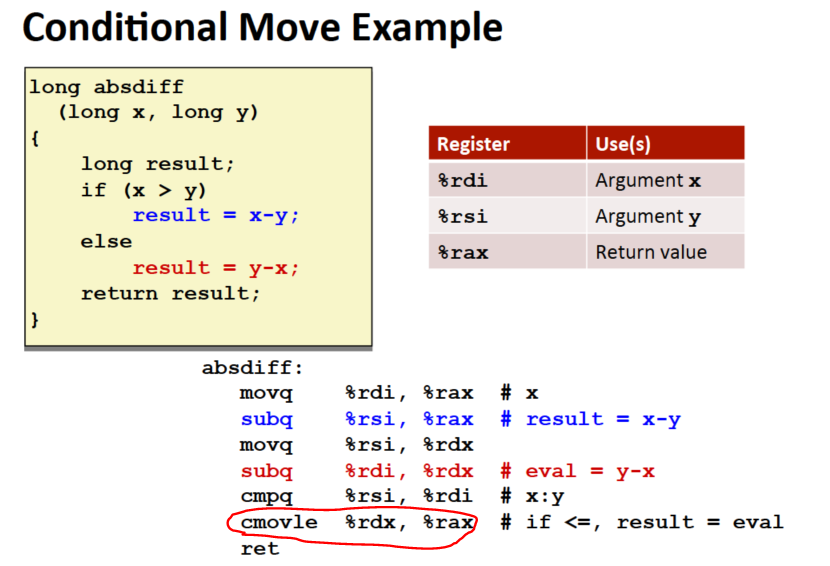 Conditional Move Example
long absdiff
(long x, long y)
{
long result;
if (x > y)
result = x-y;
else
result = y-x;
return result;
}
Register Use(s)
%rdi Argument x
%rsi Argument y
%rax Return value
absdiff:
movq %rdi, %rax # x
subq %rsi, %rax # result = x-y
movq %rsi, %rdx
subq %rdi, %rdx # eval = y-x
cmpq %rsi, %rdi # x:y
cmovle %rdx, %rax # if <=, result = eval
ret